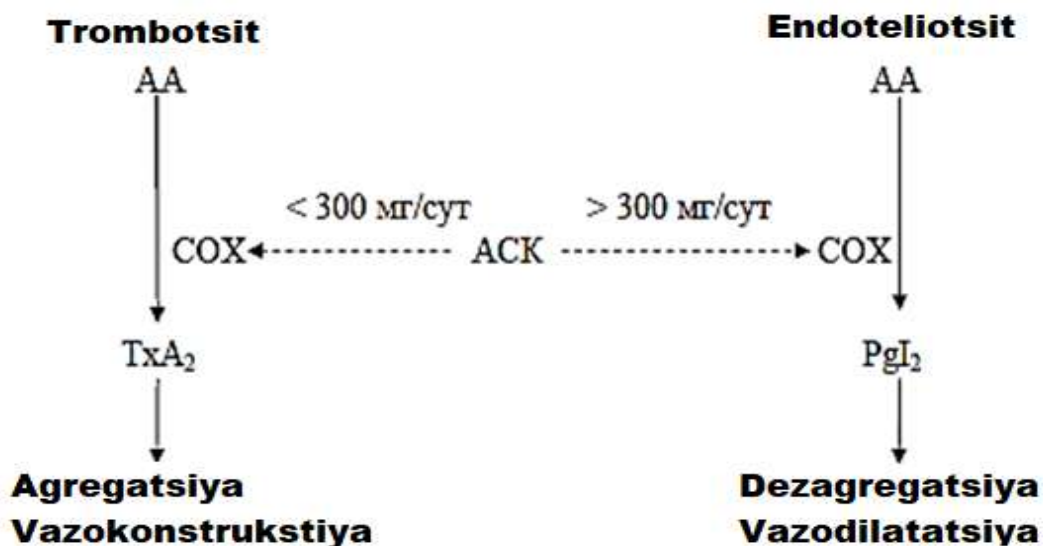 Trombotsit
Endoteliotsit
AA
AA
< 300 мг/сут
> 300 мг/сут
COX
АСК
COX
TxA₂
PgI₂
Agregatsiya
Vazokonstrukstiya
Dezagregatsiya
Vazodilatatsiya